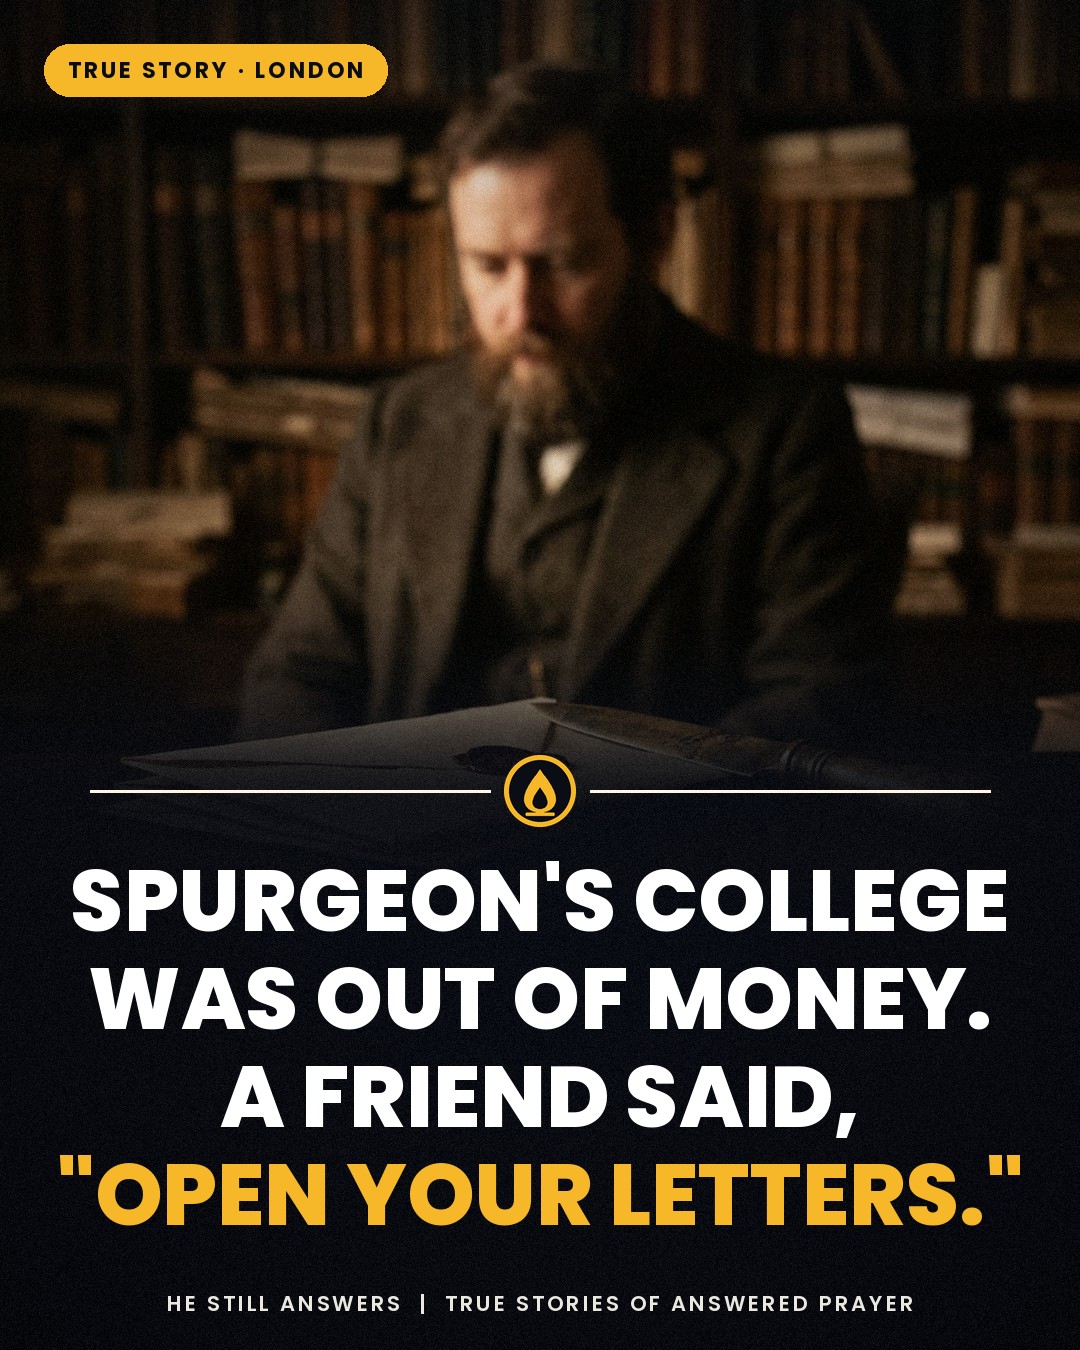 TRUE STORY · LONDON
SPURGEON'S COLLEGE
WAS OUT OF MONEY.
A FRIEND SAID,
"OPEN YOUR LETTERS."
HE STILL ANSWERS | TRUE STORIES OF ANSWERED PRAYER